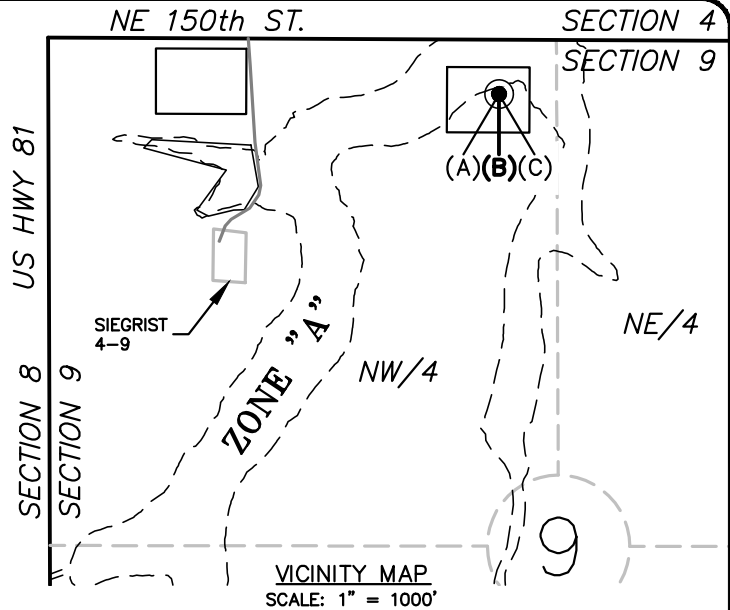 NE 150th ST.
SECTION 4
SECTION 9
US HWY 81
(A)(B)(C)
SIEGRIST
4-9
ZONE "A"
NW/4
NE/4
SECTION 8
SECTION 9
9
VICINITY MAP
SCALE: 1" = 1000'